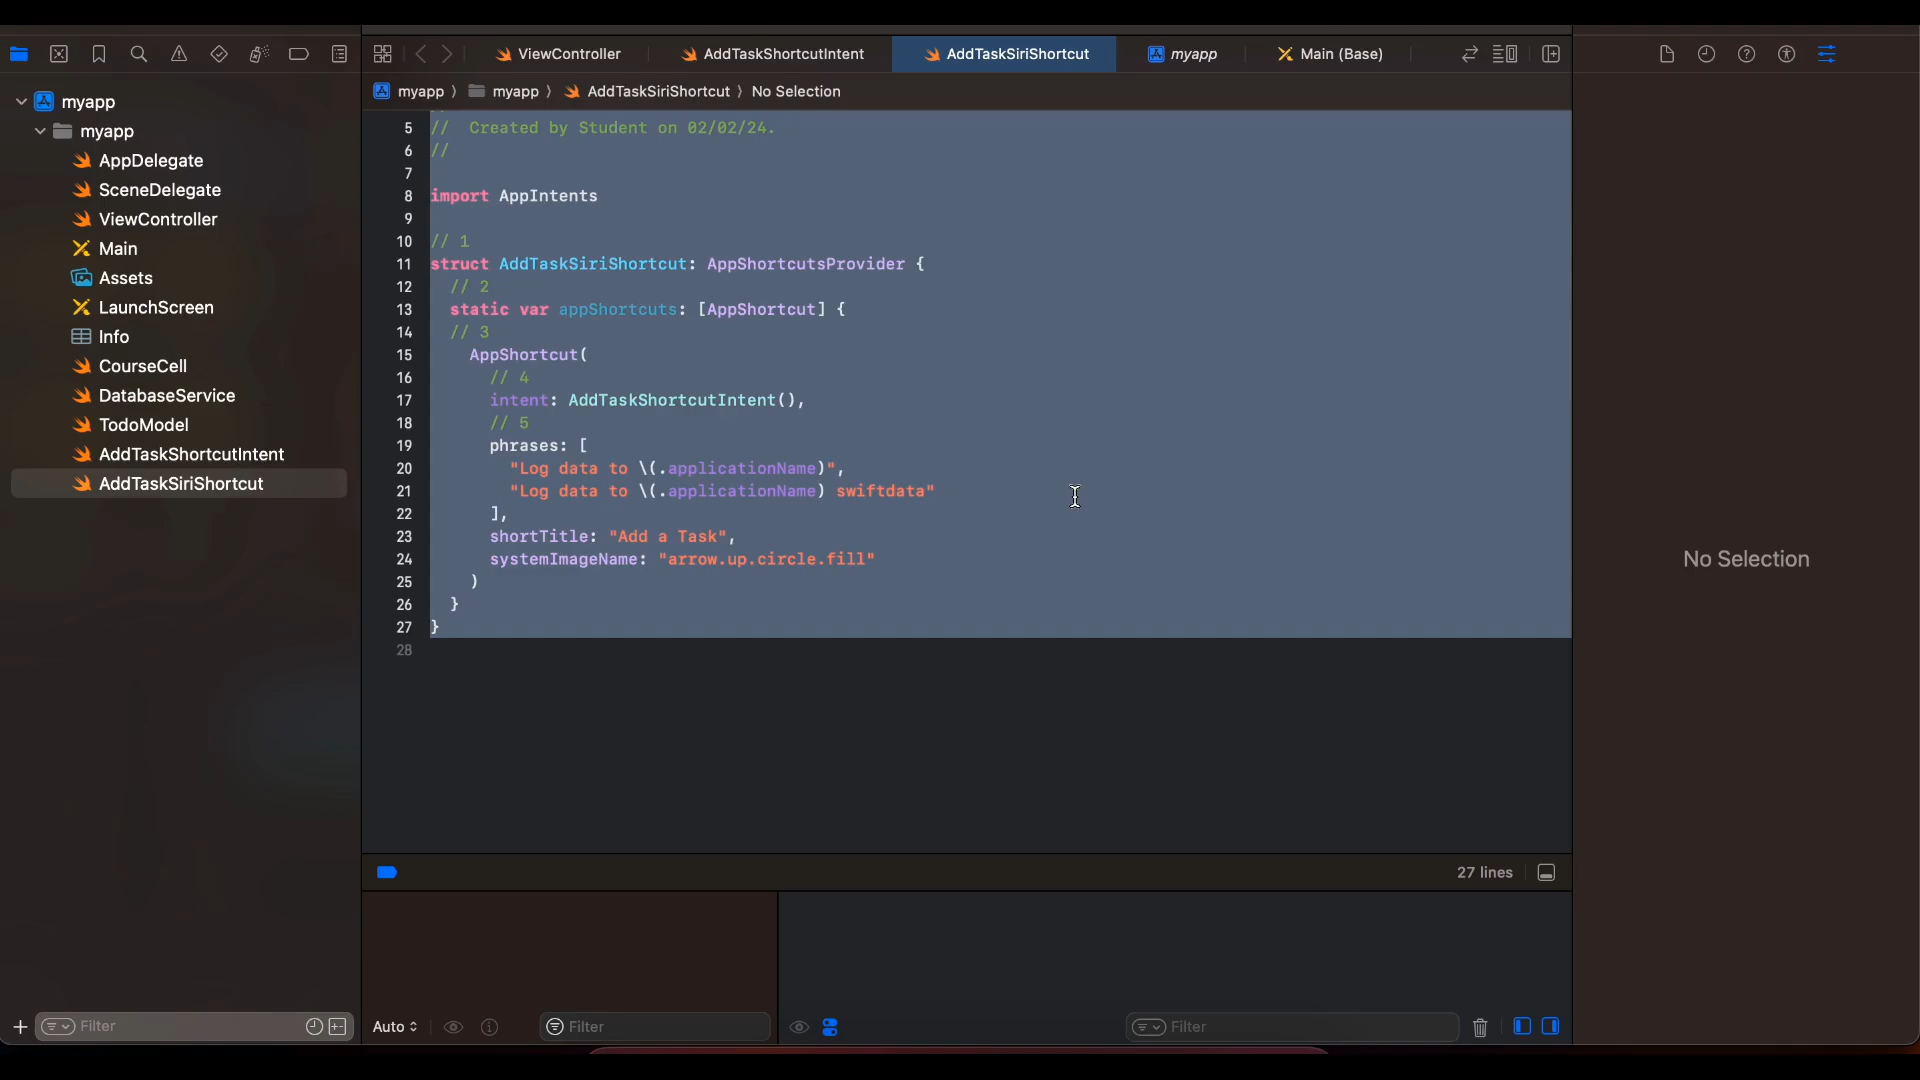 ViewController
AddTaskShortcutIntent
AddTaskSiriShortcut
myapp
Main (Base)
myapp
myapp
AppDelegate
SceneDelegate
ViewController
Main
Assets
LaunchScreen
Info
CourseCell
DatabaseService
TodoModel
AddTaskShortcutIntent
AddTaskSiriShortcut
Filter
myapp ⟩ myapp ⟩ AddTaskSiriShortcut ⟩ No Selection
5 //  Created by Student on 02/02/24.
6 //
7
8 import AppIntents
9
10 // 1
11 struct AddTaskSiriShortcut: AppShortcutsProvider {
12   // 2
13   static var appShortcuts: [AppShortcut] {
14   // 3
15     AppShortcut(
16       // 4
17       intent: AddTaskShortcutIntent(),
18       // 5
19       phrases: [
20         "Log data to \(.applicationName)",
21         "Log data to \(.applicationName) swiftdata"
22       ],
23       shortTitle: "Add a Task",
24       systemImageName: "arrow.up.circle.fill"
25     )
26   }
27 }
28
27 lines
Auto
Filter
Filter
No Selection